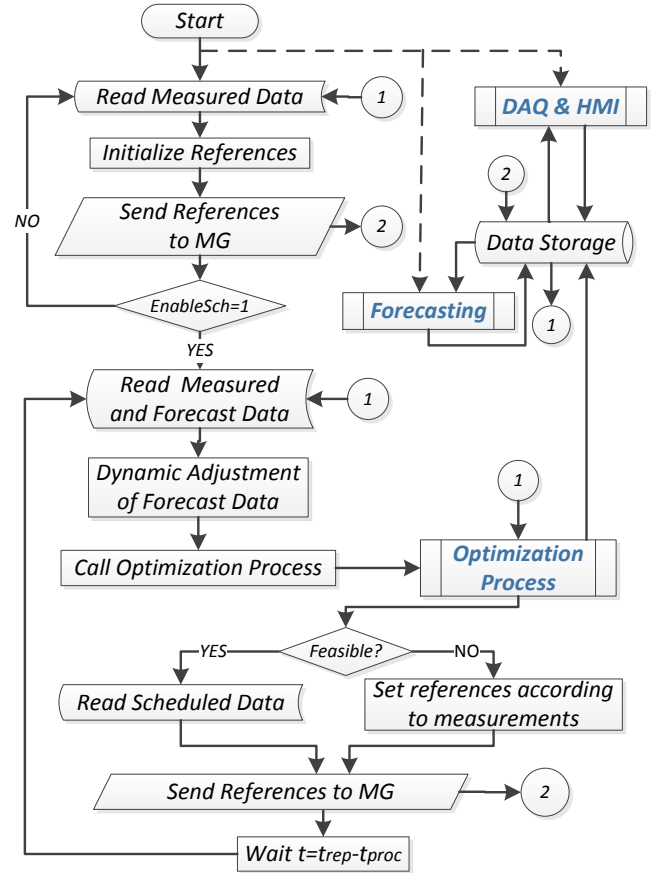 Start
Read Measured Data
1
DAQ & HMI
Initialize References
2
NO
Send References
to MG
2
Data Storage
EnableSch=1
Forecasting
1
YES
Read Measured
and Forecast Data
1
Dynamic Adjustment
of Forecast Data
1
Call Optimization Process
Optimization
Process
Feasible?
YES
NO
Read Scheduled Data
Set references according
to measurements
Send References to MG
2
Wait t=trep-tproc